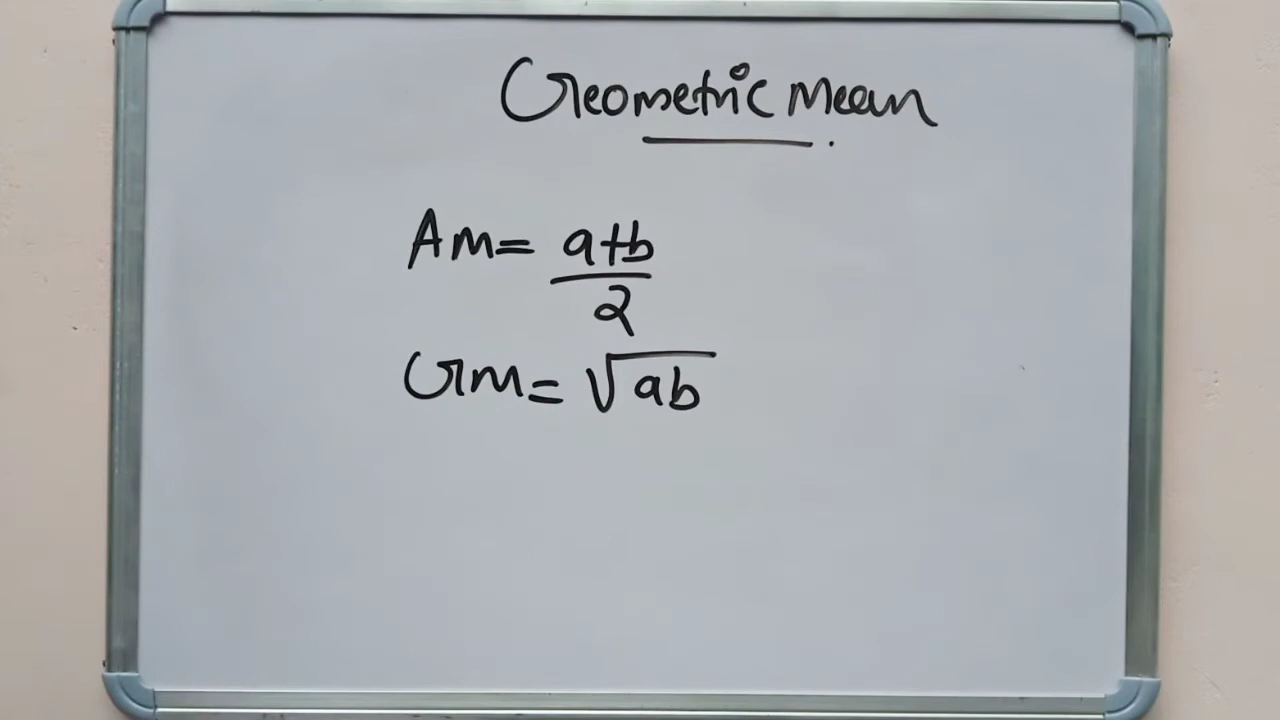 Geometric Mean
Am = a+b/2
Gm = √ab